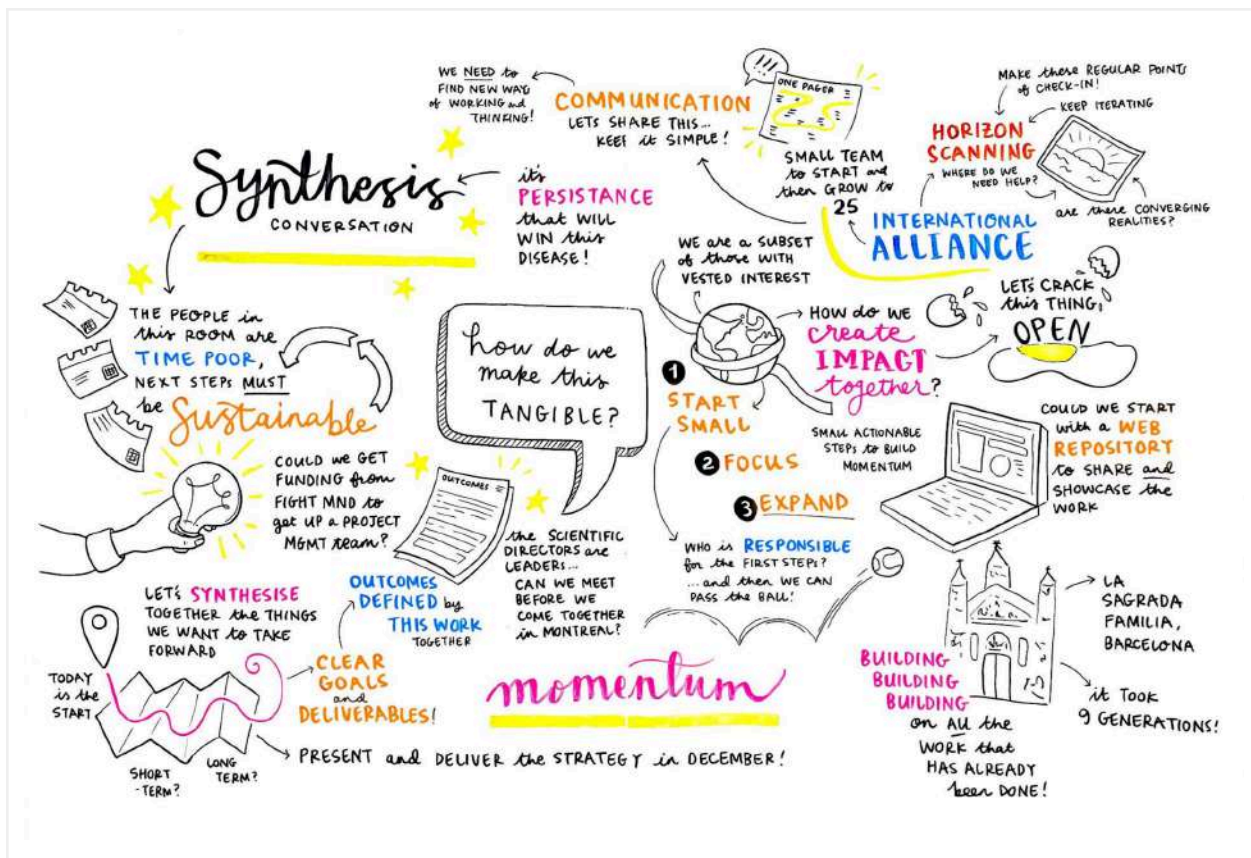 Synthesis
CONVERSATION
it's
PERSISTANCE
that WILL
WIN this
DISEASE!
WE NEED to
FIND NEW WAYS
of WORKING and
THINKING!
COMMUNICATION
LETS SHARE THIS...
KEEP it SIMPLE!
!!!
ONE PAGER
SMALL TEAM
to START and
then GROW to
25
INTERNATIONAL
ALLIANCE
HORIZON
SCANNING
WHERE DO WE
NEED HELP?
MAKE these REGULAR POINTS
of CHECK-IN!
KEEP ITERATING
are there CONVERGING
REALITIES?
THE PEOPLE in
this ROOM are
TIME POOR,
NEXT STEPS MUST
be Sustainable
COULD we GET
FUNDING from
FIGHT MND to
get UP a PROJECT
MGMT team?
how do we
make this
TANGIBLE?
the SCIENTIFIC
DIRECTORS are
LEADERS...
CAN WE MEET
BEFORE WE
COME TOGETHER
in MONTREAL?
OUTCOMES
OUTCOMES
DEFINED by
THIS WORK
TOGETHER
LET'S SYNTHESISE
TOGETHER the THINGS
WE WANT to TAKE
FORWARD
TODAY
is the
START
SHORT
-TERM?
LONG
TERM?
CLEAR
GOALS
and
DELIVERABLES!
PRESENT and DELIVER the STRATEGY in DECEMBER!
momentum
WE are a SUBSET
of those WITH
VESTED INTEREST
HOW do WE
create
IMPACT
together?
LET'S CRACK
this THING,
OPEN
1
START
SMALL
2 FOCUS
3 EXPAND
SMALL ACTIONABLE
STEPS to BUILD
MOMENTUM
WHO is RESPONSIBLE
for the FIRST STEPS?
...and then WE CAN
PASS the BALL!
COULD WE START
with a WEB
REPOSITORY
to SHARE and
SHOWCASE the
WORK
BUILDING
BUILDING
BUILDING
on ALL the
WORK that
HAS ALREADY
been DONE!
LA
SAGRADA
FAMILIA,
BARCELONA
it TOOK
9 GENERATIONS!